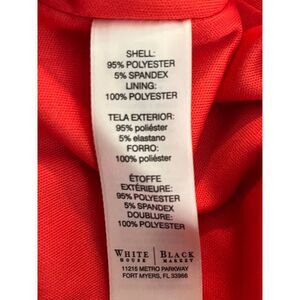 SHELL:
95% POLYESTER
5% SPANDEX
LINING:
100% POLYESTER
TELA EXTERIOR:
95% poliéster
5% elastano
FORRO:
100% poliéster
ÉTOFFE
EXTÉRIEURE:
95% POLYESTER
5% SPANDEX
DOUBLURE:
100% POLYESTER
WHITE | BLACK
HOUSE | MARKET
11215 METRO PARKWAY
FORT MYERS, FL 33966